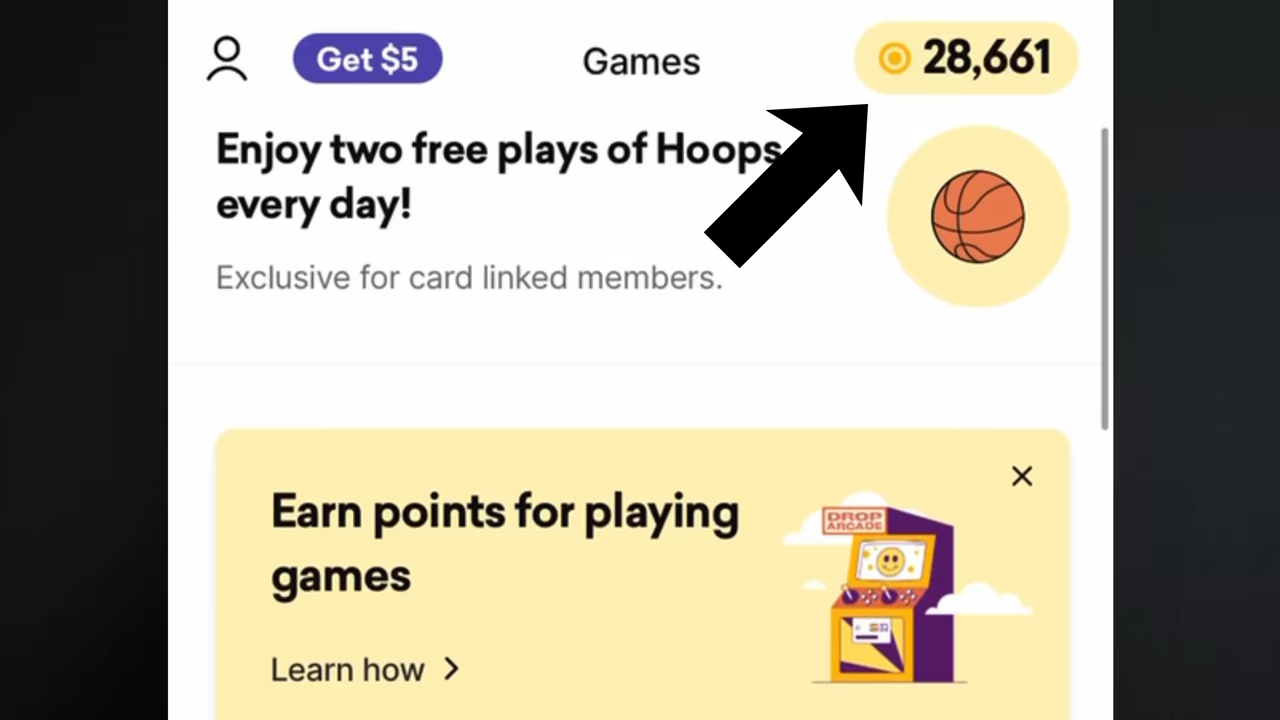 Get $5
Games
28,661
Enjoy two free plays of Hoops
every day!
Exclusive for card linked members.
Earn points for playing
games
DROP
ARCADE
Learn how